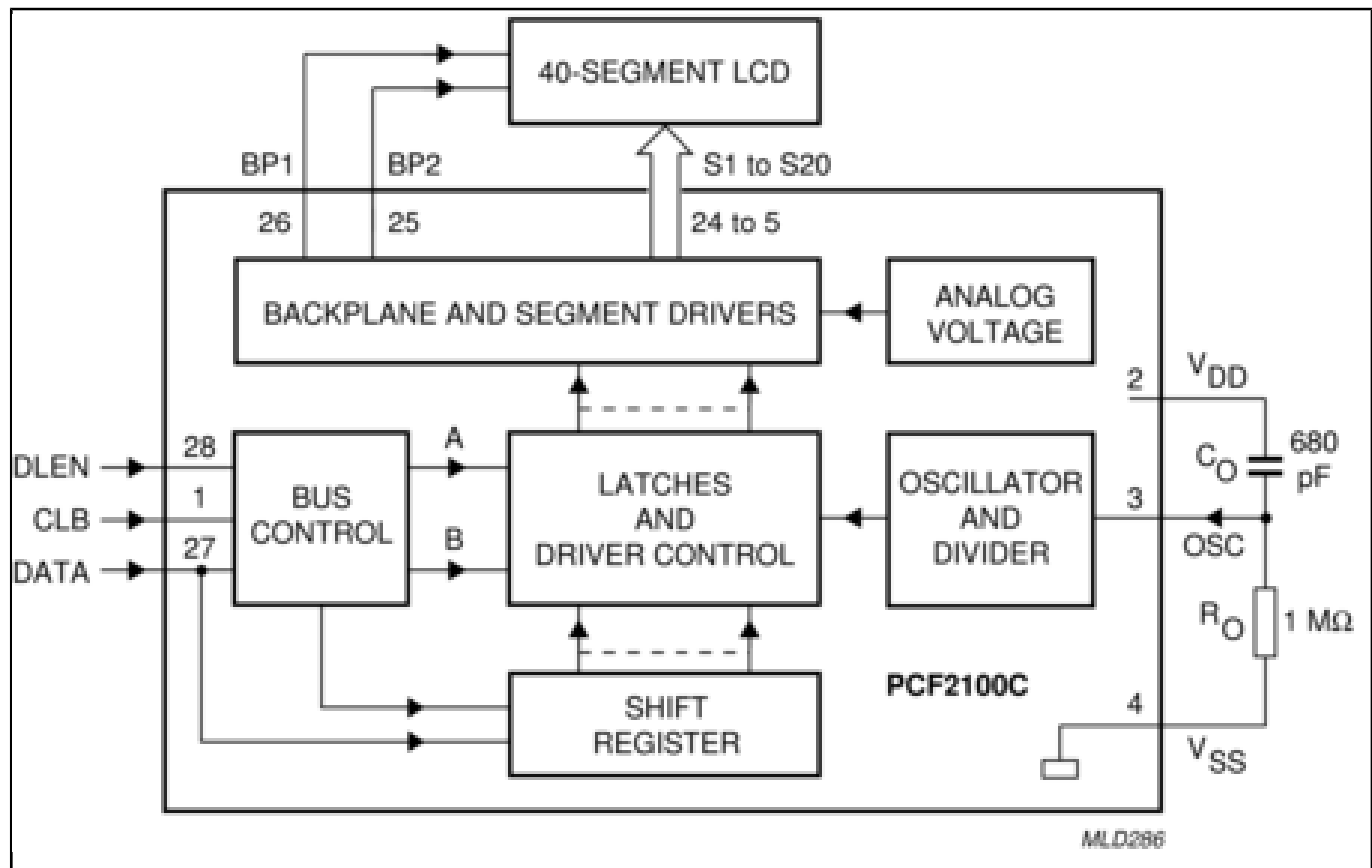 40-SEGMENT LCD
BP1
BP2
S1 to S20
26
25
24 to 5
BACKPLANE AND SEGMENT DRIVERS
ANALOG
VOLTAGE
2
VDD
DLEN
28
CLB
1
DATA
27
BUS
CONTROL
A
B
LATCHES
AND
DRIVER CONTROL
OSCILLATOR
AND
DIVIDER
CO
680
pF
3
OSC
RO
1 MΩ
SHIFT
REGISTER
PCF2100C
4
VSS
MLD286